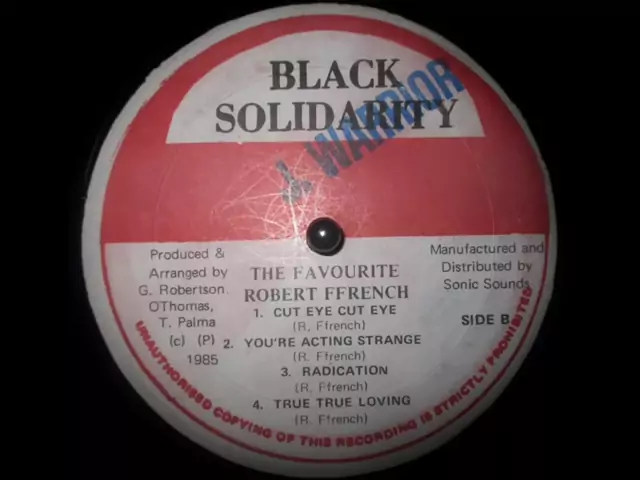 BLACK
SOLIDARITY
J. WARRIOR
Produced &
Arranged by
G. Robertson
OThomas,
T. Palma
(c) (P)
1985
THE FAVOURITE
ROBERT FFRENCH
1. CUT EYE CUT EYE
(R. Ffrench)
2. YOU'RE ACTING STRANGE
(R. Ffrench)
3. RADICATION
(R. Ffrench)
4. TRUE TRUE LOVING
(R. Ffrench)
Manufactured and
Distributed by
Sonic Sounds
SIDE B
UNAUTHORISED COPYING OF THIS RECORDING IS STRICTLY PROHIBITED